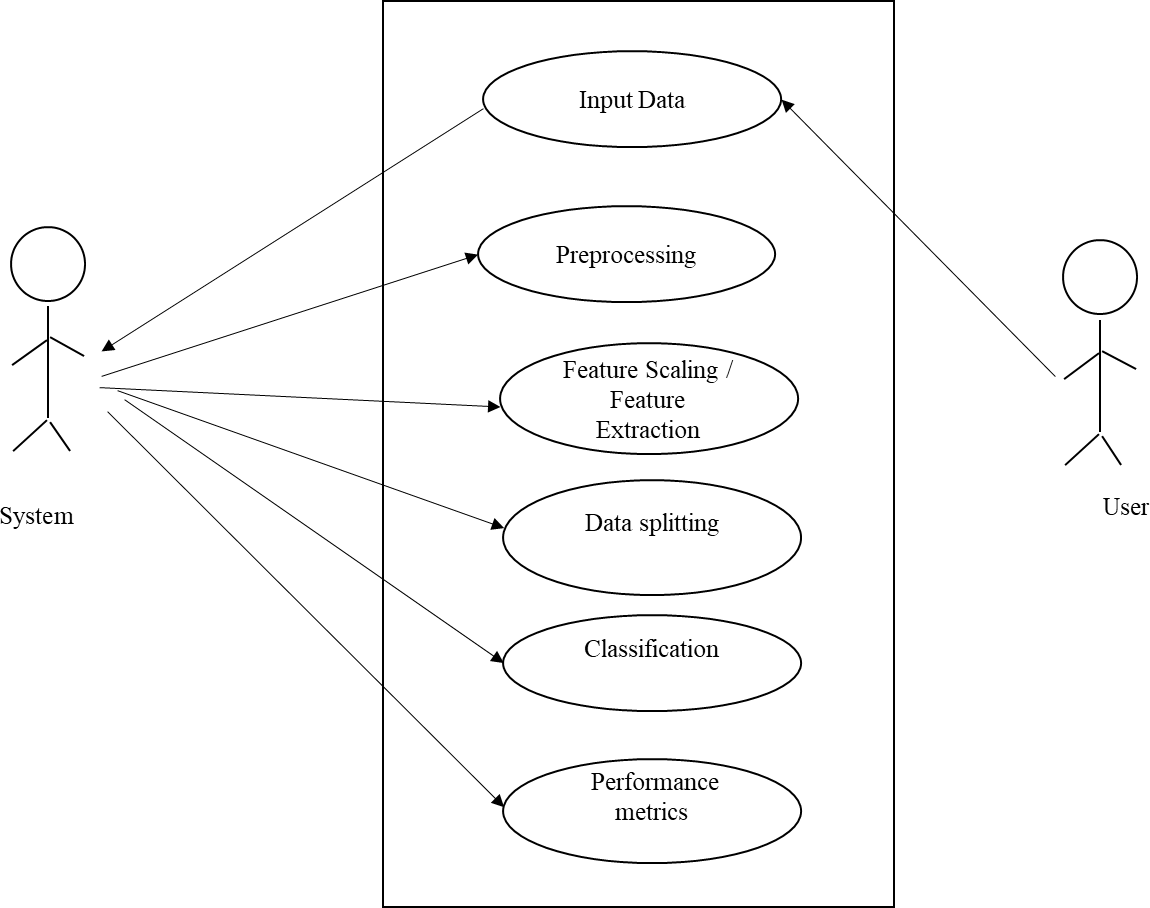 Input Data
Preprocessing
Feature Scaling /
Feature
Extraction
Data splitting
Classification
Performance
metrics
System
User